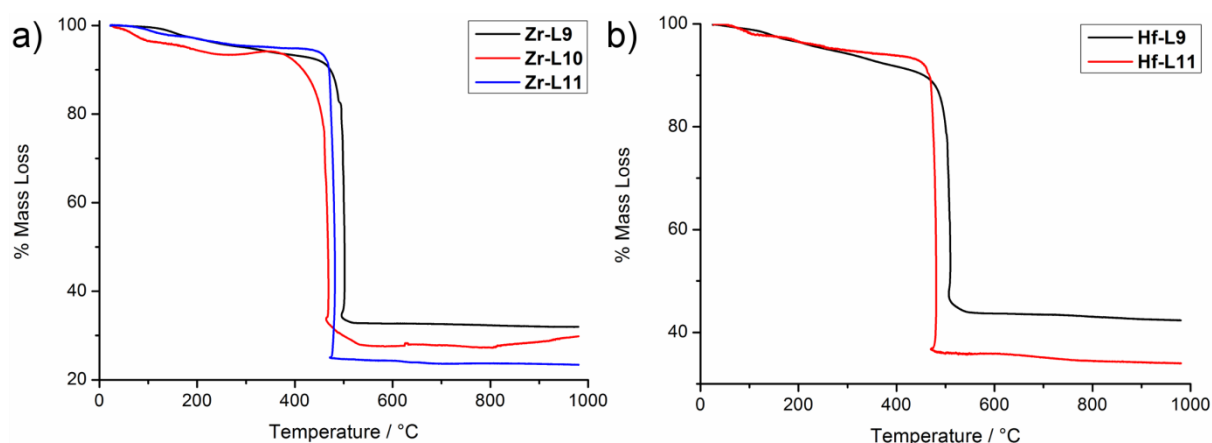 a)
Zr-L9
Zr-L10
Zr-L11
100
80
60
40
20
% Mass Loss
0 200 400 600 800 1000
Temperature / °C
b)
Hf-L9
Hf-L11
100
80
60
40
% Mass Loss
0 200 400 600 800 1000
Temperature / °C